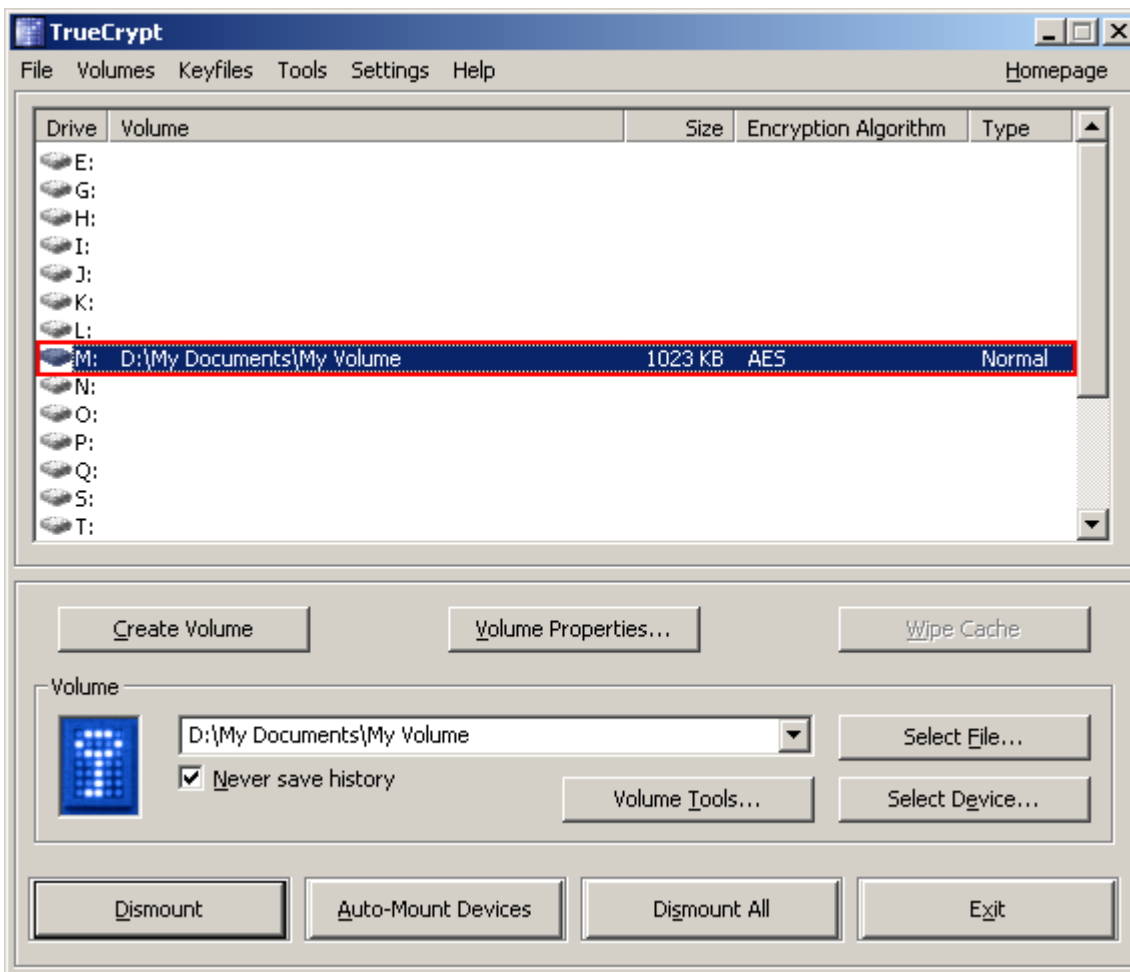 TrueCrypt
File Volumes Keyfiles Tools Settings Help Homepage
Drive Volume Size Encryption Algorithm Type
E:
G:
H:
I:
J:
K:
L:
M: D:\My Documents\My Volume 1023 KB AES Normal
N:
O:
P:
Q:
S:
T:
Create Volume Volume Properties... Wipe Cache
Volume
D:\My Documents\My Volume Select File...
Never save history
Volume Tools... Select Device...
Dismount Auto-Mount Devices Dismount All Exit